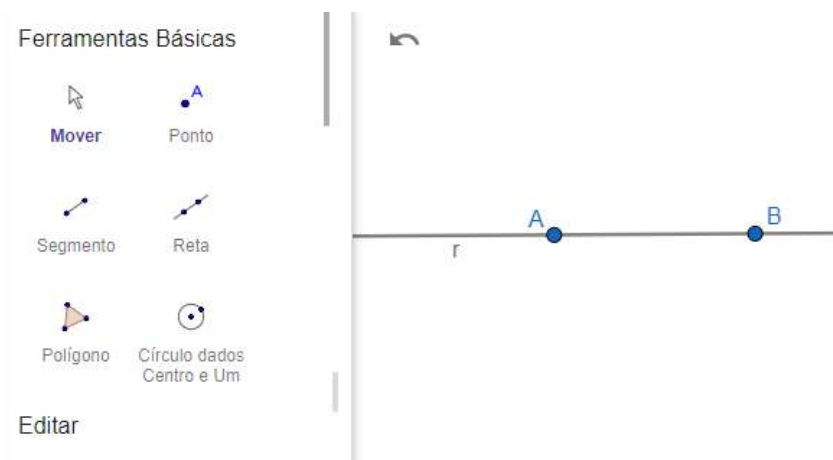 Ferramentas Básicas
A
Mover
Ponto
Segmento
Reta
Polígono
Círculo dados
Centro e Um
Editar
A
B
r